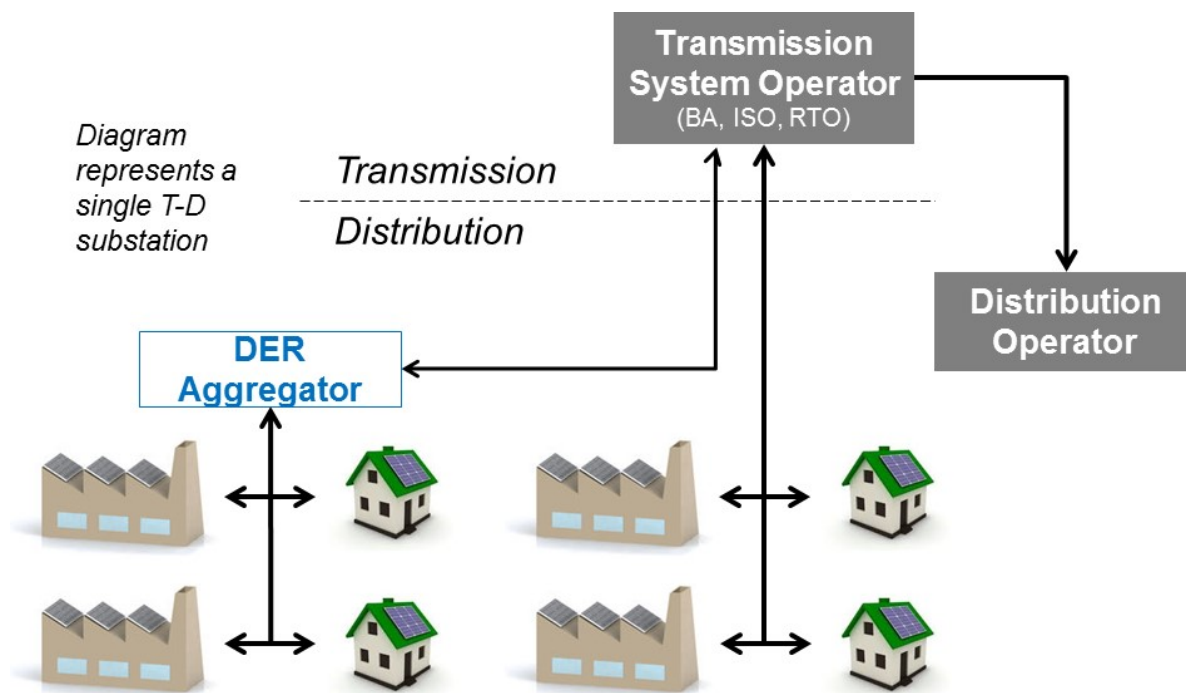 Transmission
System Operator
(BA, ISO, RTO)
Diagram
represents a
single T-D
substation
Transmission
Distribution
Distribution
Operator
DER
Aggregator